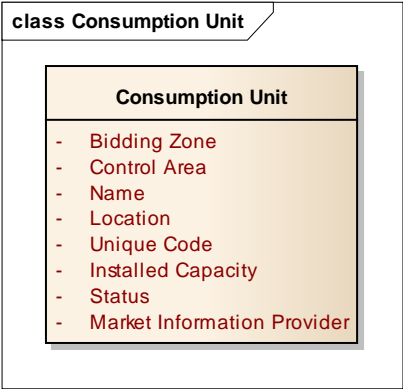 class Consumption Unit
Consumption Unit
- Bidding Zone
- Control Area
- Name
- Location
- Unique Code
- Installed Capacity
- Status
- Market Information Provider